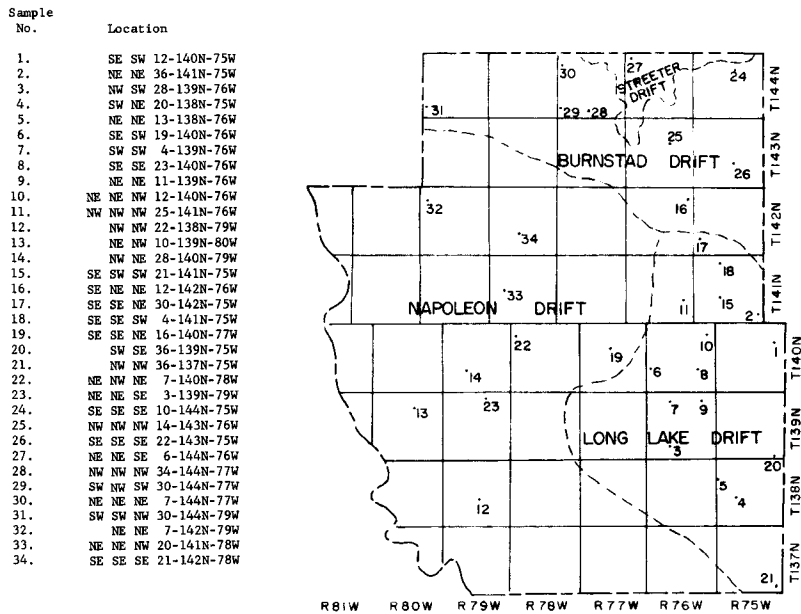 Sample
No. Location
1. SE SW 12-140N-75W
2. NE NE 36-141N-75W
3. NW SW 28-139N-76W
4. SW NE 20-138N-75W
5. NE NE 13-138N-76W
6. SE SW 19-140N-76W
7. SW SW 4-139N-76W
8. SE SE 23-140N-76W
9. NE NE 11-139N-76W
10. NE NE NW 12-140N-76W
11. NW NW NW 25-141N-76W
12. NW NW 22-138N-79W
13. NE NW 10-139N-80W
14. NW NE 28-140N-79W
15. SE SW SW 21-141N-75W
16. SE NE NE 12-142N-76W
17. SE SE NE 30-142N-75W
18. SE SE SW 4-141N-75W
19. SE SE NE 16-140N-77W
20. SW SE 36-139N-75W
21. NW NW 36-137N-75W
22. NE NW NE 7-140N-78W
23. NE NE SE 3-139N-79W
24. SE SE SE 10-144N-75W
25. NW NW NW 14-143N-76W
26. SE SE SE 22-143N-75W
27. NE NE SE 6-144N-76W
28. NW NW NW 34-144N-77W
29. SW NW SW 30-144N-77W
30. NE NE NE 7-144N-77W
31. SW SW NW 30-144N-79W
32. NE NE 7-142N-79W
33. NE NE NW 20-141N-78W
34. SE SE SE 21-142N-78W
30 27 STREETER DRIFT 24 T144N
31 29 28
25 T143N
BURNSTAD DRIFT
26
32 16 T142N
34 17
18
33 11 15 T141N
NAPOLEON DRIFT 2
22 19 10 1 T140N
14 6 8
13 23 7 9 T139N
LONG LAKE DRIFT
3
20
5 4 T138N
12
T137N
21
R81W R80W R79W R78W R77W R76W R75W